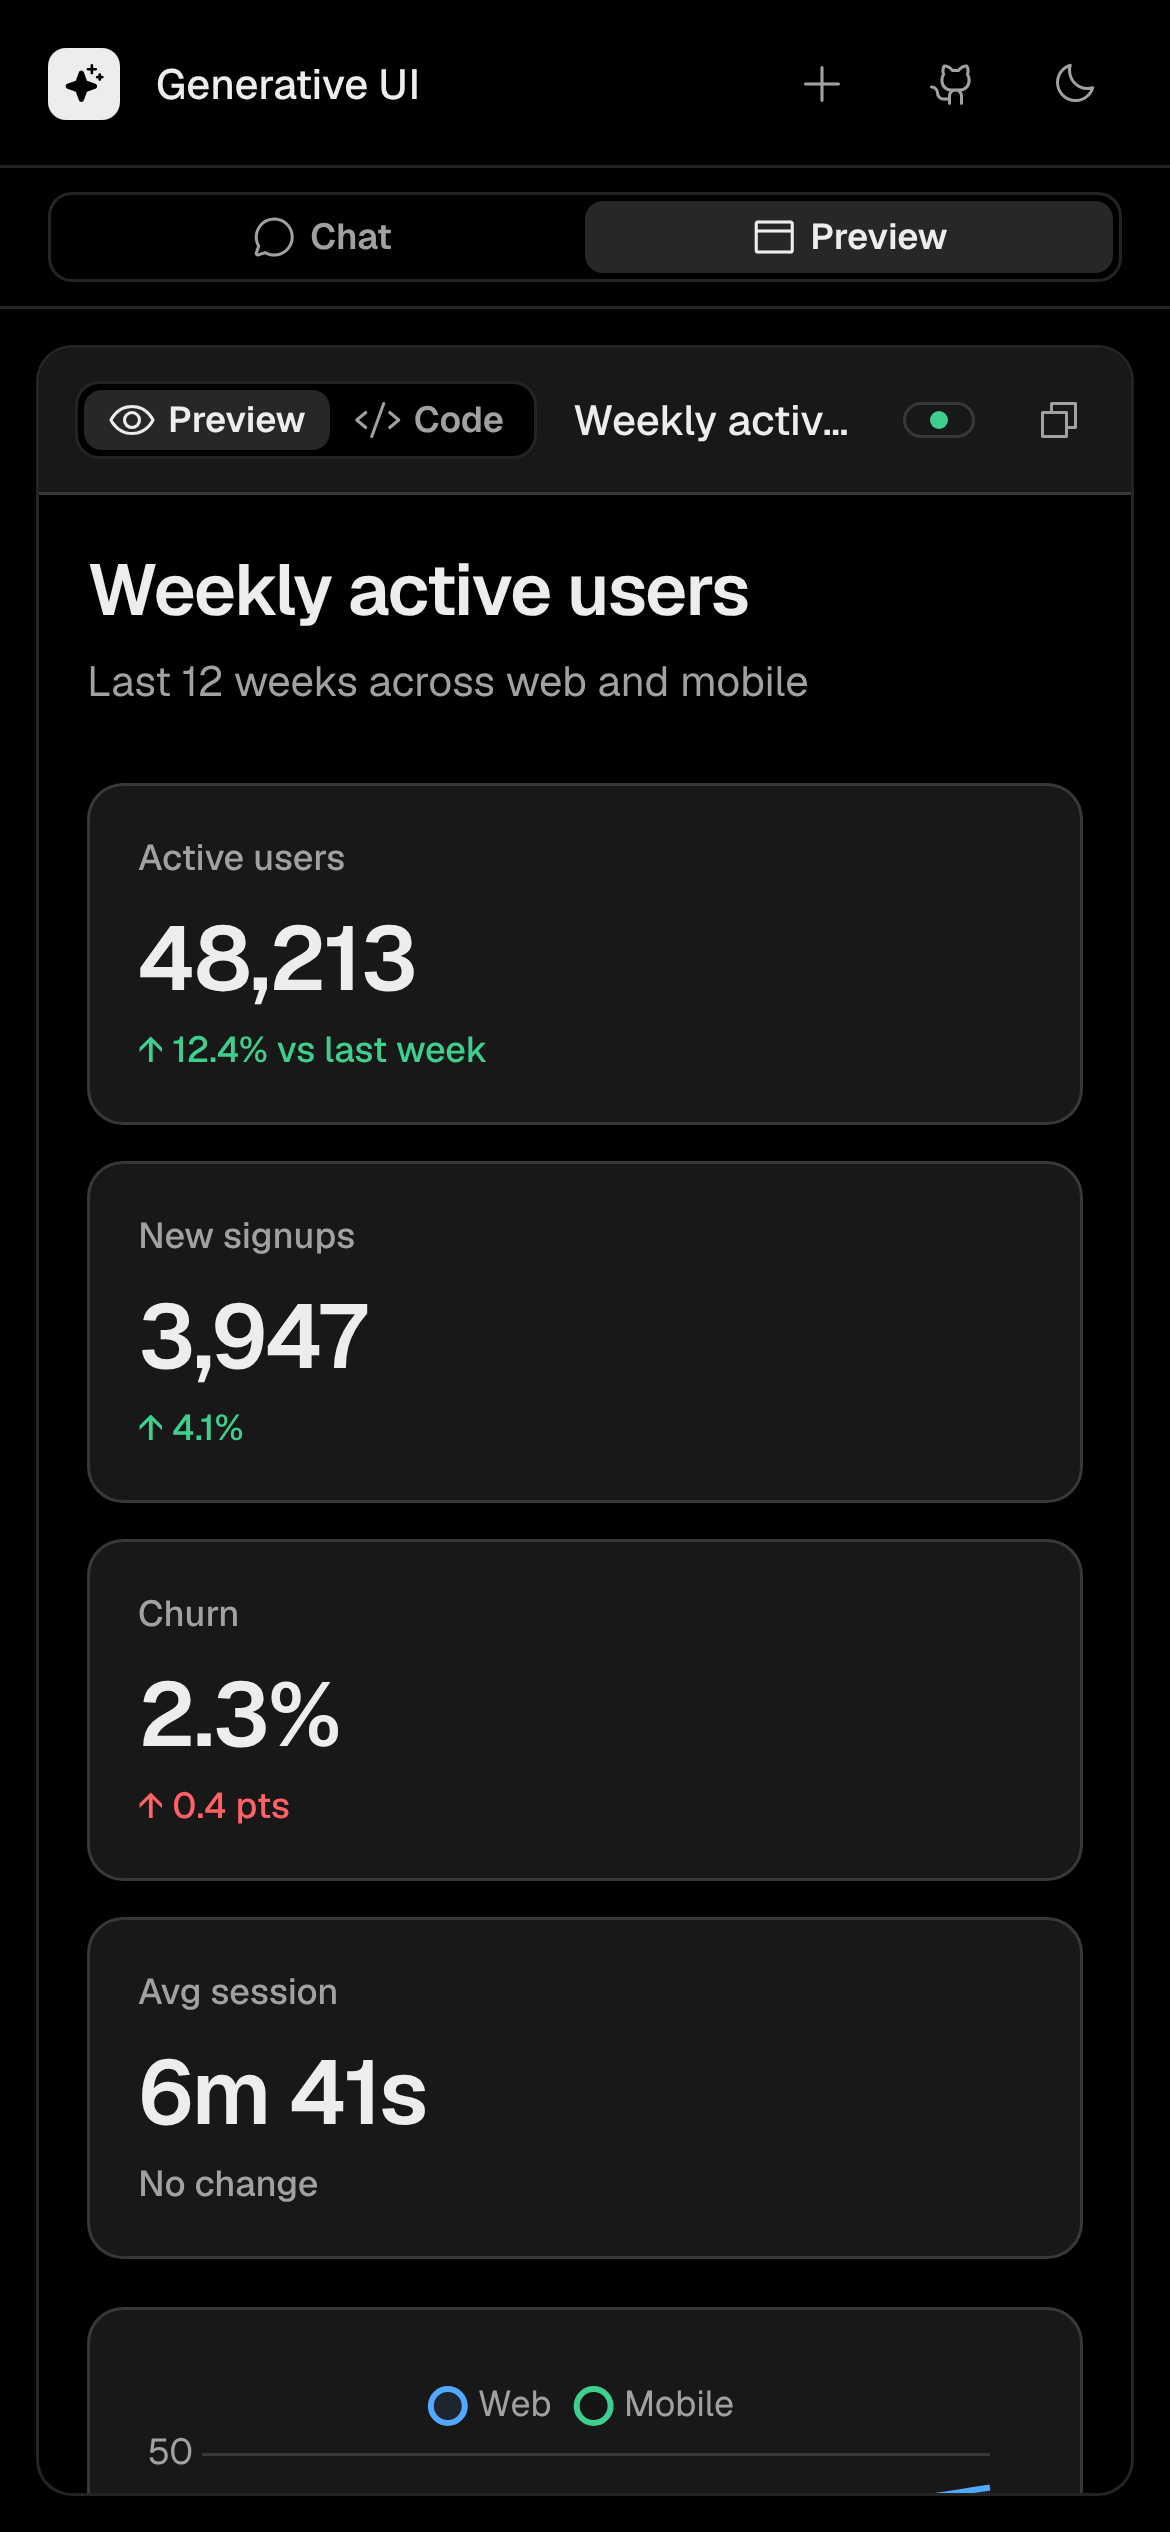 Generative UI
Chat
Preview
Preview
Code
Weekly activ...
Weekly active users
Last 12 weeks across web and mobile
Active users
48,213
↑ 12.4% vs last week
New signups
3,947
↑ 4.1%
Churn
2.3%
↑ 0.4 pts
Avg session
6m 41s
No change
Web
Mobile
50